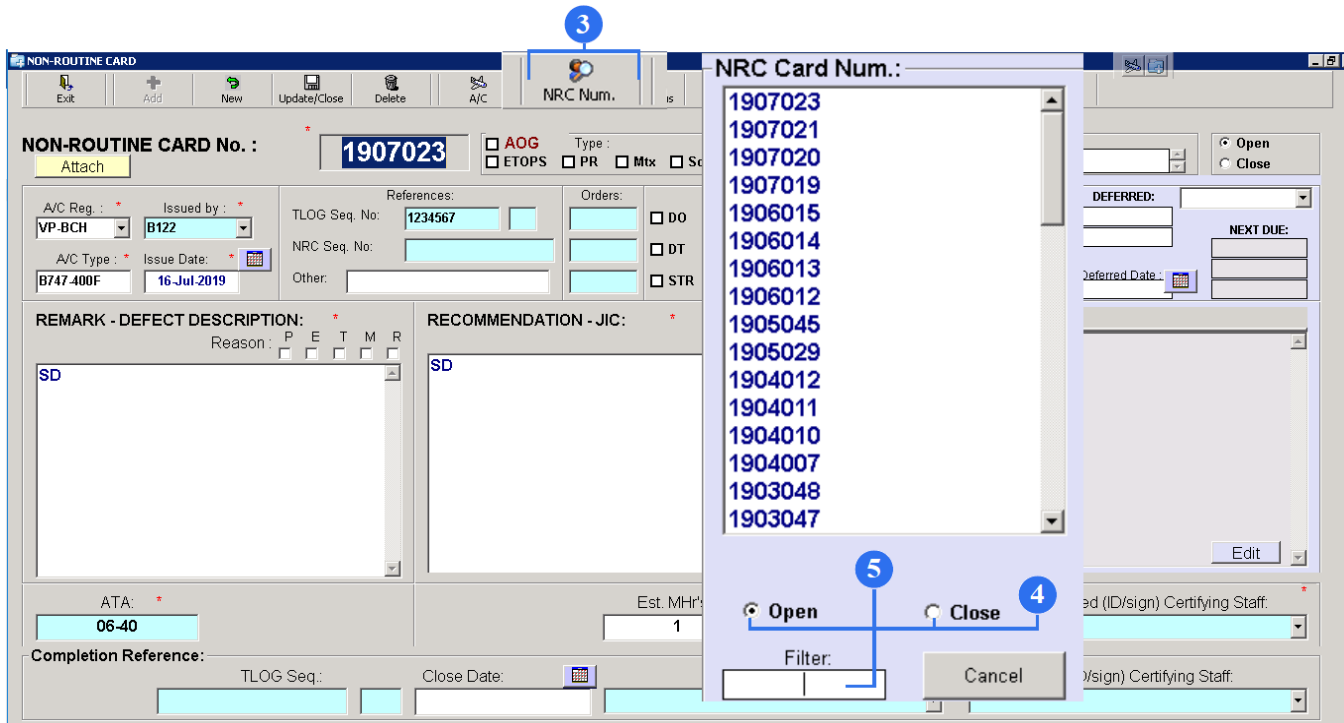 3
NON-ROUTINE CARD
Exit
Add
New
Update/Close
Delete
A/C
NRC Num.
NON-ROUTINE CARD No. :
*
1907023
Attach
AOG
ETOPS
Type :
PR
Mtx
Open
Close
A/C Reg. : *
VP-BCH
Issued by : *
B122
A/C Type : *
B747-400F
Issue Date: *
16-Jul-2019
References:
TLOG Seq. No:
1234567
NRC Seq. No:
Other:
Orders:
DO
DT
STR
DEFERRED:
NEXT DUE:
Deferred Date :
REMARK - DEFECT DESCRIPTION: *
Reason : P E T M R
SD
RECOMMENDATION - JIC: *
SD
Edit
NRC Card Num.:
1907023
1907021
1907020
1907019
1906015
1906014
1906013
1906012
1905045
1905029
1904012
1904011
1904010
1904007
1903048
1903047
5
4
Open
Close
Filter:
Cancel
ATA: *
06-40
Est. MHr's
1
(ID/sign) Certifying Staff:
*
Completion Reference:
TLOG Seq.:
Close Date:
/sign) Certifying Staff: